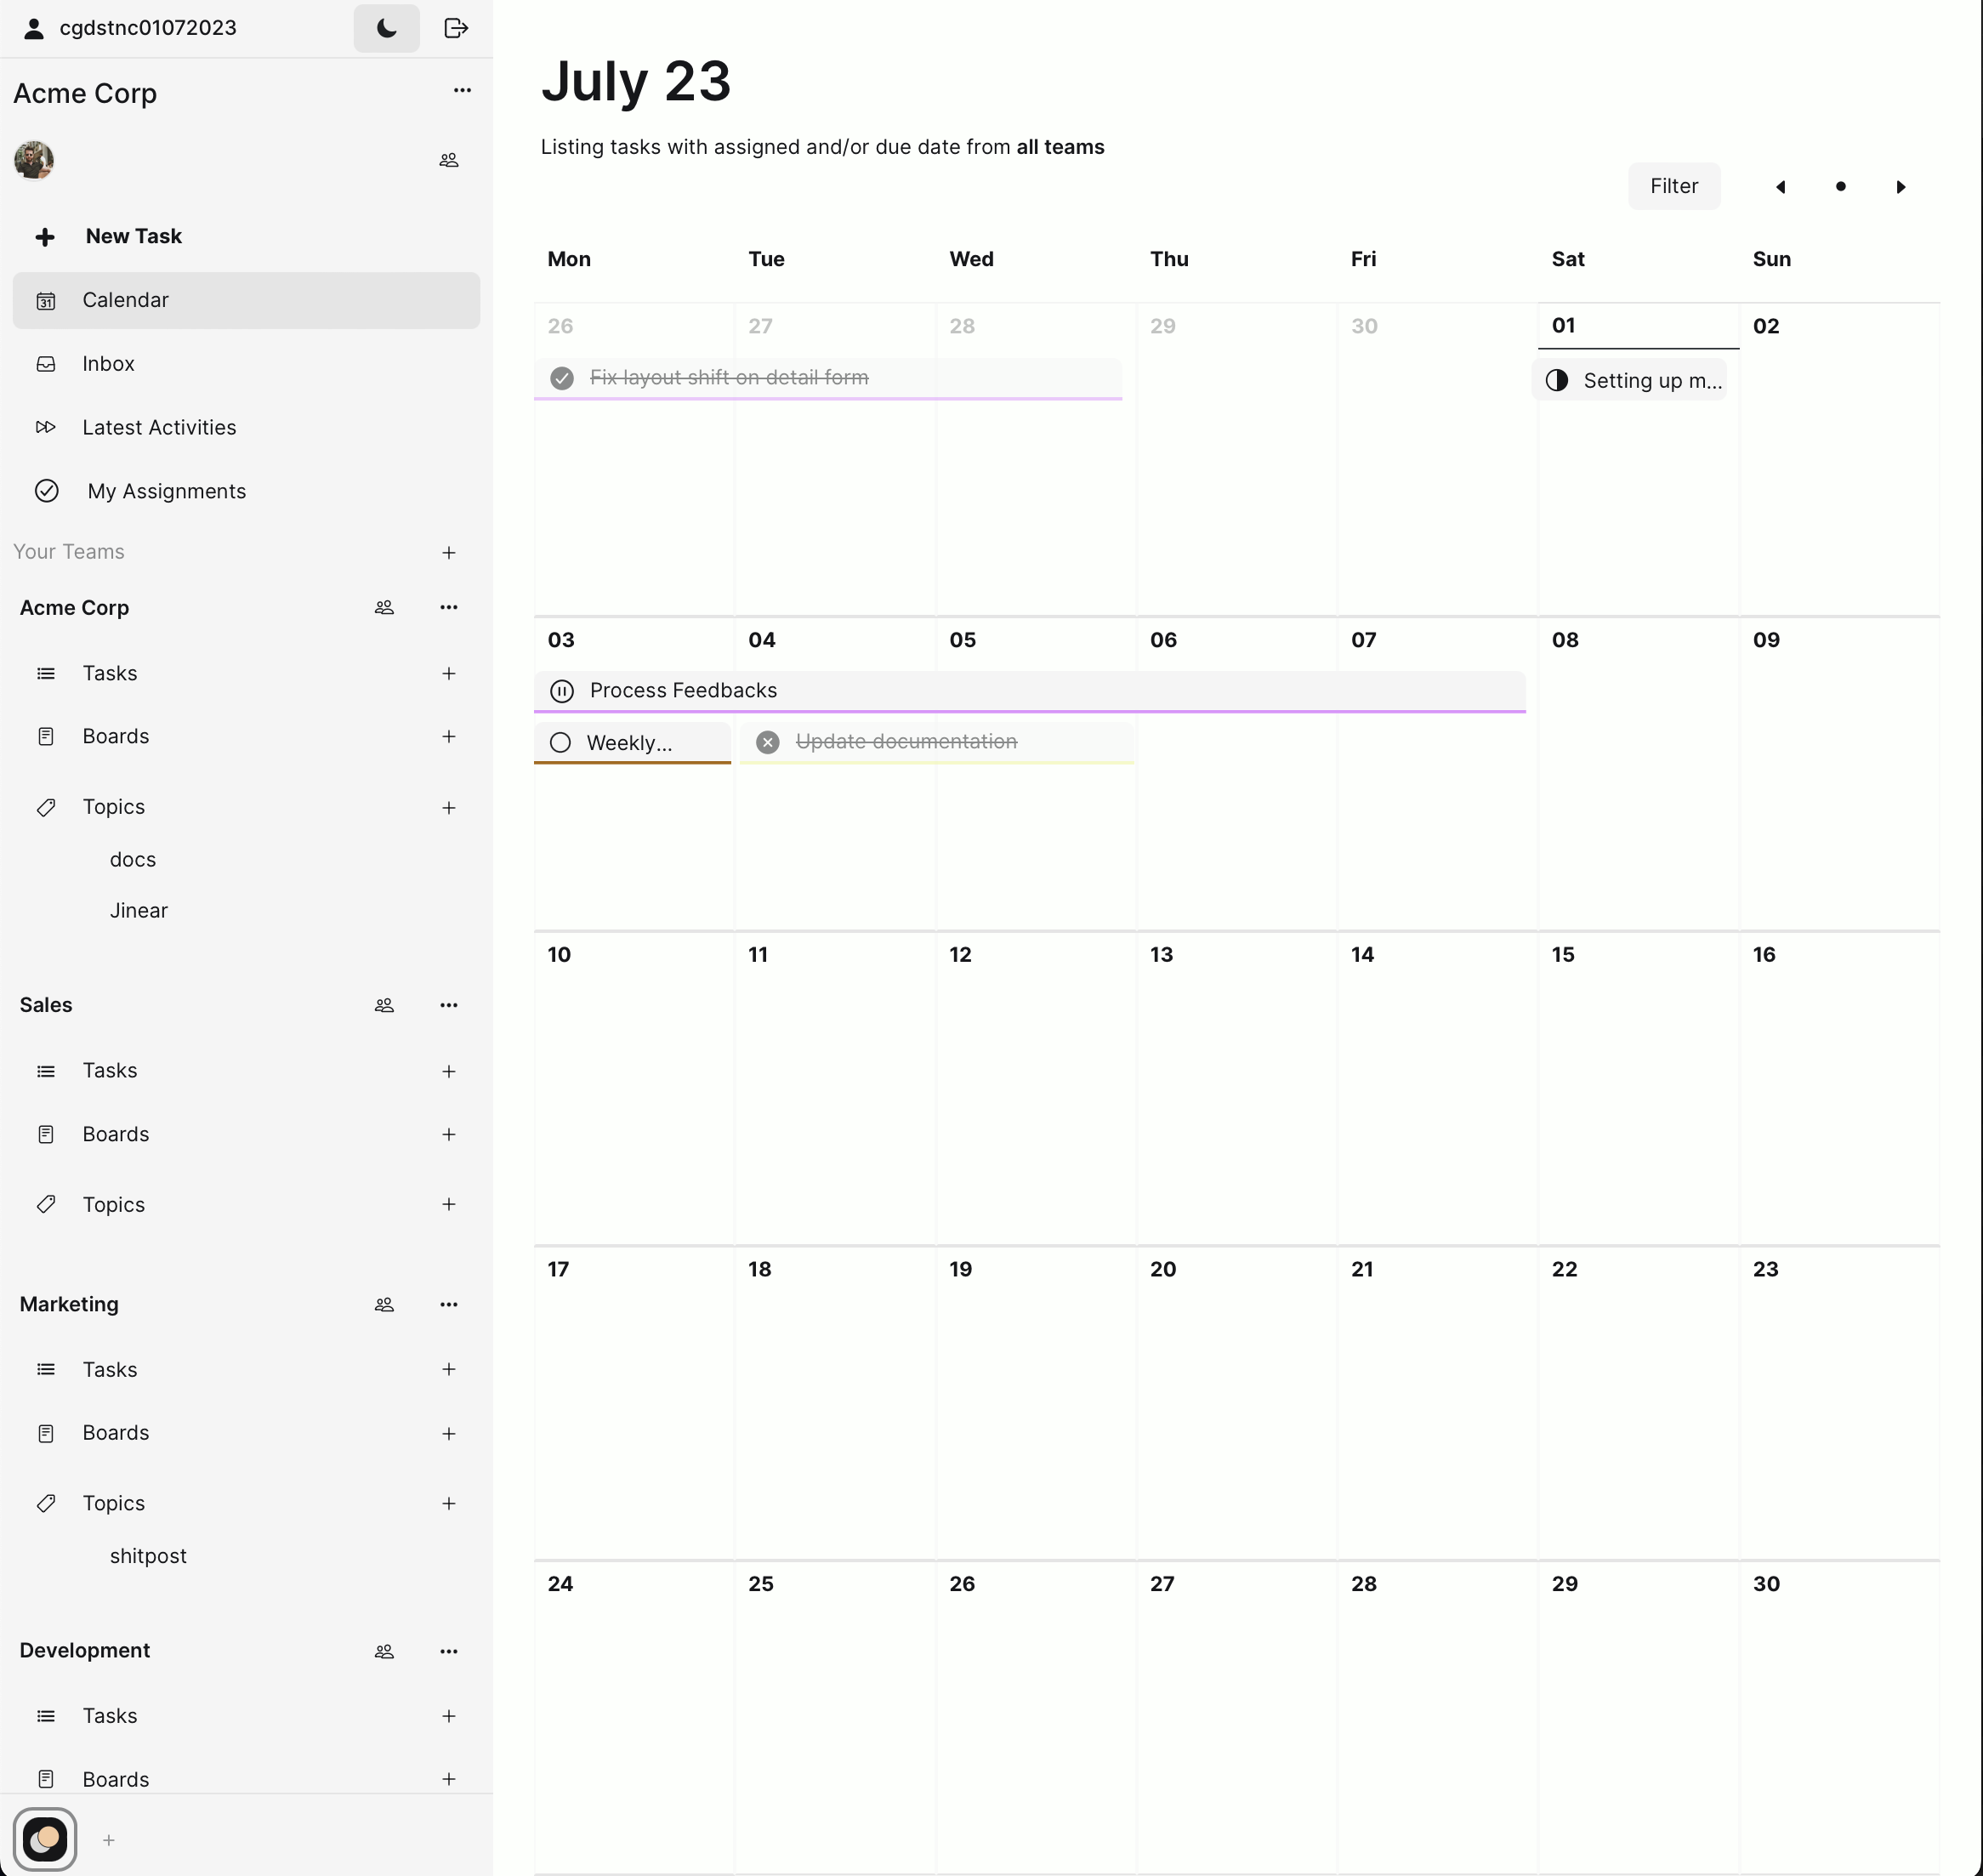 cgdstnc01072023
Acme Corp
New Task
31
Calendar
Inbox
Latest Activities
My Assignments
Your Teams
Acme Corp
Tasks
Boards
Topics
docs
Jinear
Sales
Tasks
Boards
Topics
Marketing
Tasks
Boards
Topics
shitpost
Development
Tasks
Boards
July 23
Listing tasks with assigned and/or due date from all teams
Filter
Mon Tue Wed Thu Fri Sat Sun
26 27 28 29 30 01 02
Fix layout shift on detail form
Setting up m...
03 04 05 06 07 08 09
Process Feedbacks
Weekly...
Update documentation
10 11 12 13 14 15 16
17 18 19 20 21 22 23
24 25 26 27 28 29 30